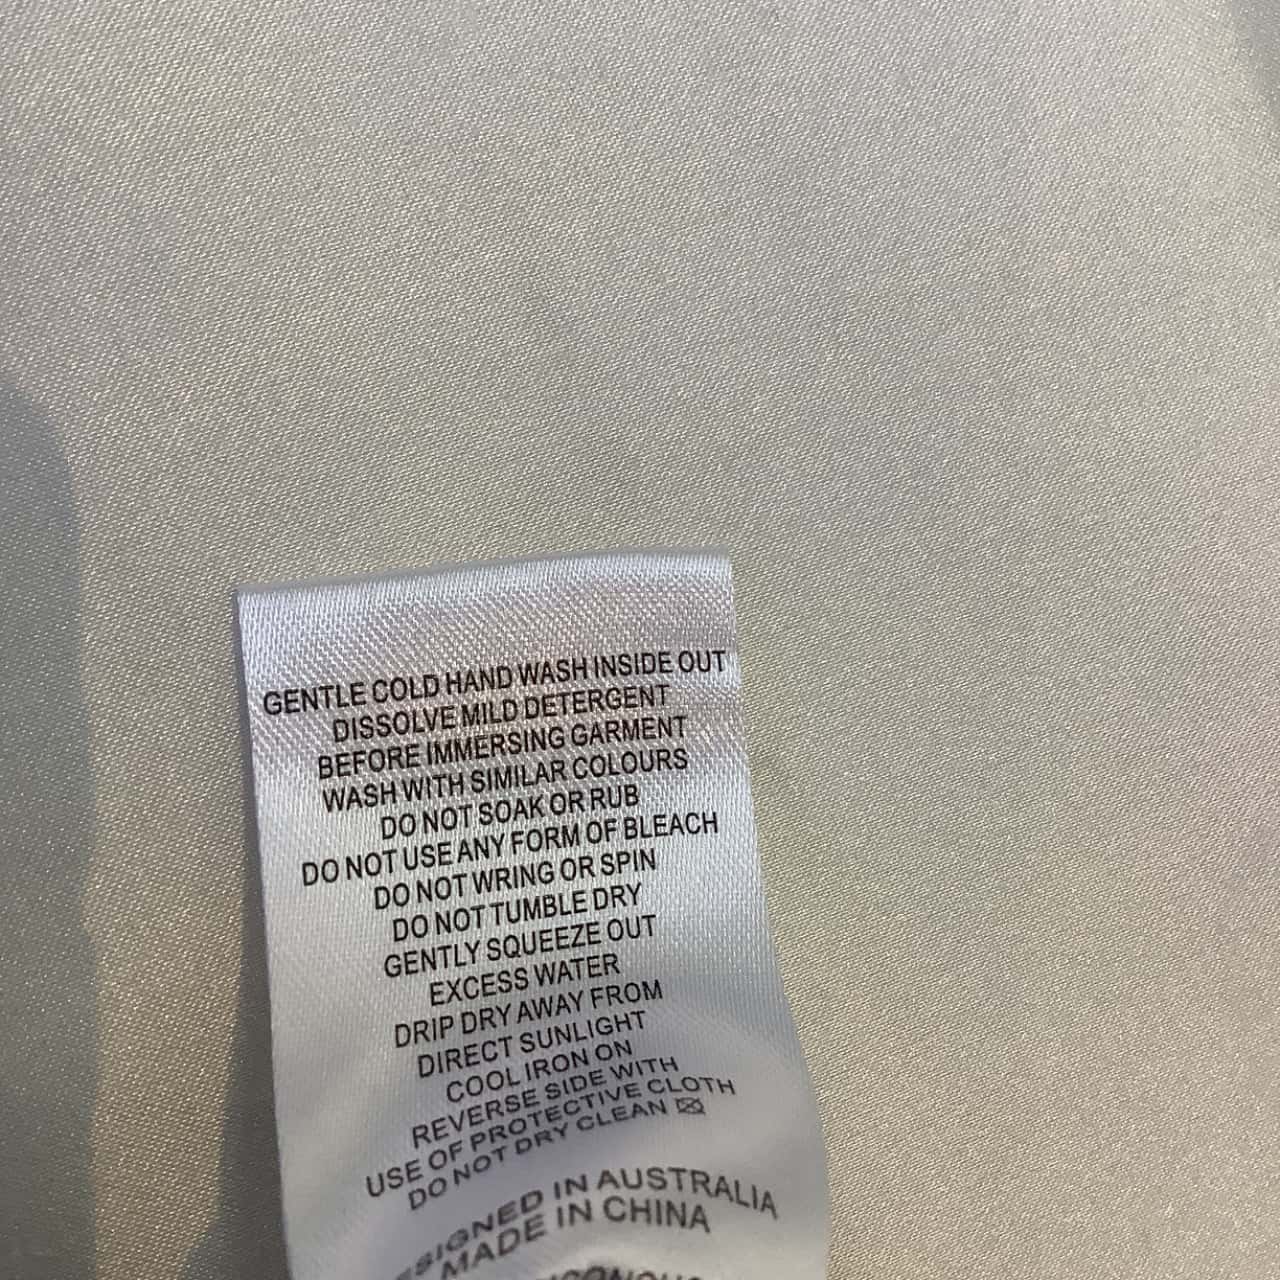 GENTLE COLD HAND WASH INSIDE OUT
DISSOLVE MILD DETERGENT
BEFORE IMMERSING GARMENT
WASH WITH SIMILAR COLOURS
DO NOT SOAK OR RUB
DO NOT USE ANY FORM OF BLEACH
DO NOT WRING OR SPIN
DO NOT TUMBLE DRY
GENTLY SQUEEZE OUT
EXCESS WATER
DRIP DRY AWAY FROM
DIRECT SUNLIGHT
COOL IRON ON
REVERSE SIDE WITH
USE OF PROTECTIVE CLOTH
DO NOT DRY CLEAN
IN AUSTRALIA
MADE IN CHINA